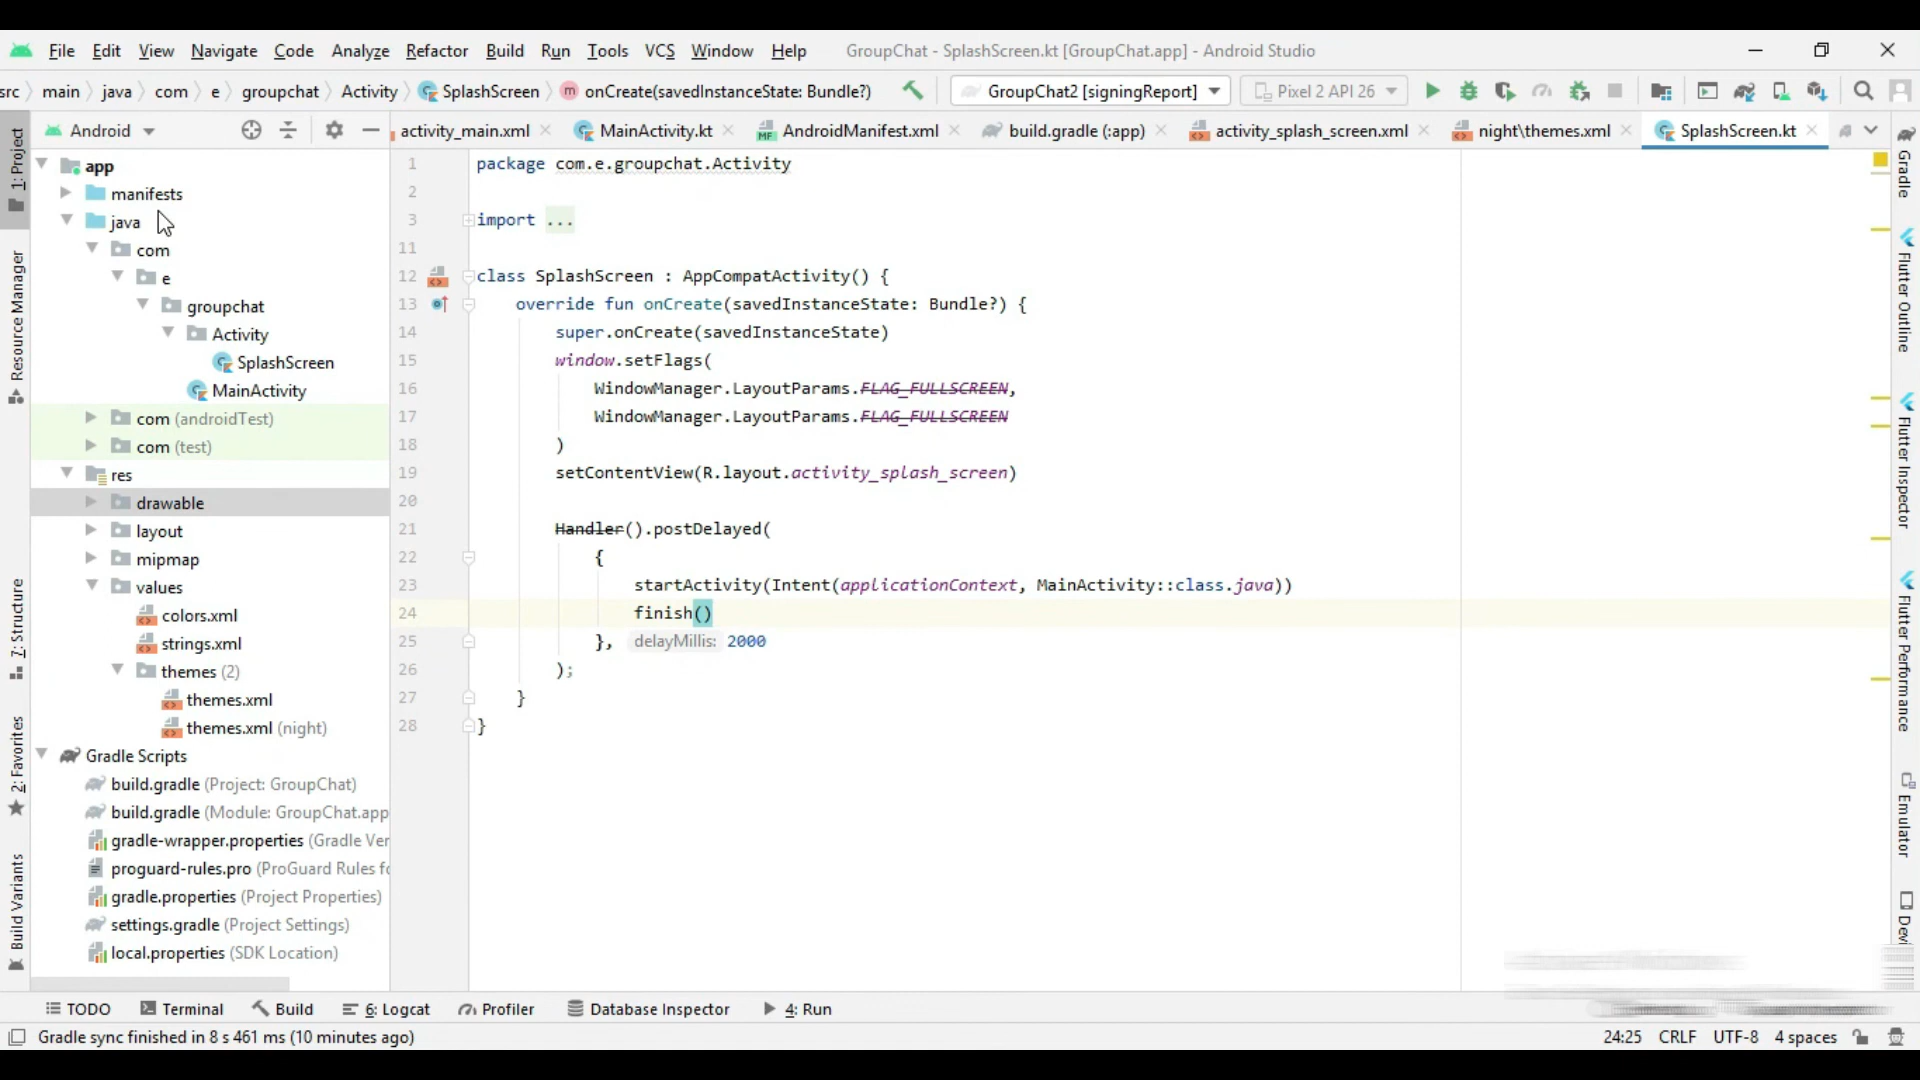 File Edit View Navigate Code Analyze Refactor Build Run Tools VCS Window Help GroupChat - SplashScreen.kt [GroupChat.app] - Android Studio
src main java com e groupchat Activity SplashScreen onCreate(savedInstanceState: Bundle?) GroupChat2 [signingReport] Pixel 2 API 26
Android activity_main.xml MainActivity.kt AndroidManifest.xml build.gradle (:app) activity_splash_screen.xml night\themes.xml SplashScreen.kt
1: Project
Resource Manager
7: Structure
2: Favorites
Build Variants
app
manifests
java
com
e
groupchat
Activity
SplashScreen
MainActivity
com (androidTest)
com (test)
res
drawable
layout
mipmap
values
colors.xml
strings.xml
themes (2)
themes.xml
themes.xml (night)
Gradle Scripts
build.gradle (Project: GroupChat)
build.gradle (Module: GroupChat.app
gradle-wrapper.properties (Gradle Ver
proguard-rules.pro (ProGuard Rules fo
gradle.properties (Project Properties)
settings.gradle (Project Settings)
local.properties (SDK Location)
1 package com.e.groupchat.Activity
2
3 import ...
11
12 class SplashScreen : AppCompatActivity() {
13 override fun onCreate(savedInstanceState: Bundle?) {
14 super.onCreate(savedInstanceState)
15 window.setFlags(
16 WindowManager.LayoutParams.FLAG_FULLSCREEN,
17 WindowManager.LayoutParams.FLAG_FULLSCREEN
18 )
19 setContentView(R.layout.activity_splash_screen)
20
21 Handler().postDelayed(
22 {
23 startActivity(Intent(applicationContext, MainActivity::class.java))
24 finish()
25 }, delayMillis: 2000
26 );
27 }
28 }
Gradle
Flutter Outline
Flutter Inspector
Flutter Performance
Emulator
Devi
TODO Terminal Build 6: Logcat Profiler Database Inspector 4: Run
Gradle sync finished in 8 s 461 ms (10 minutes ago) 24:25 CRLF UTF-8 4 spaces